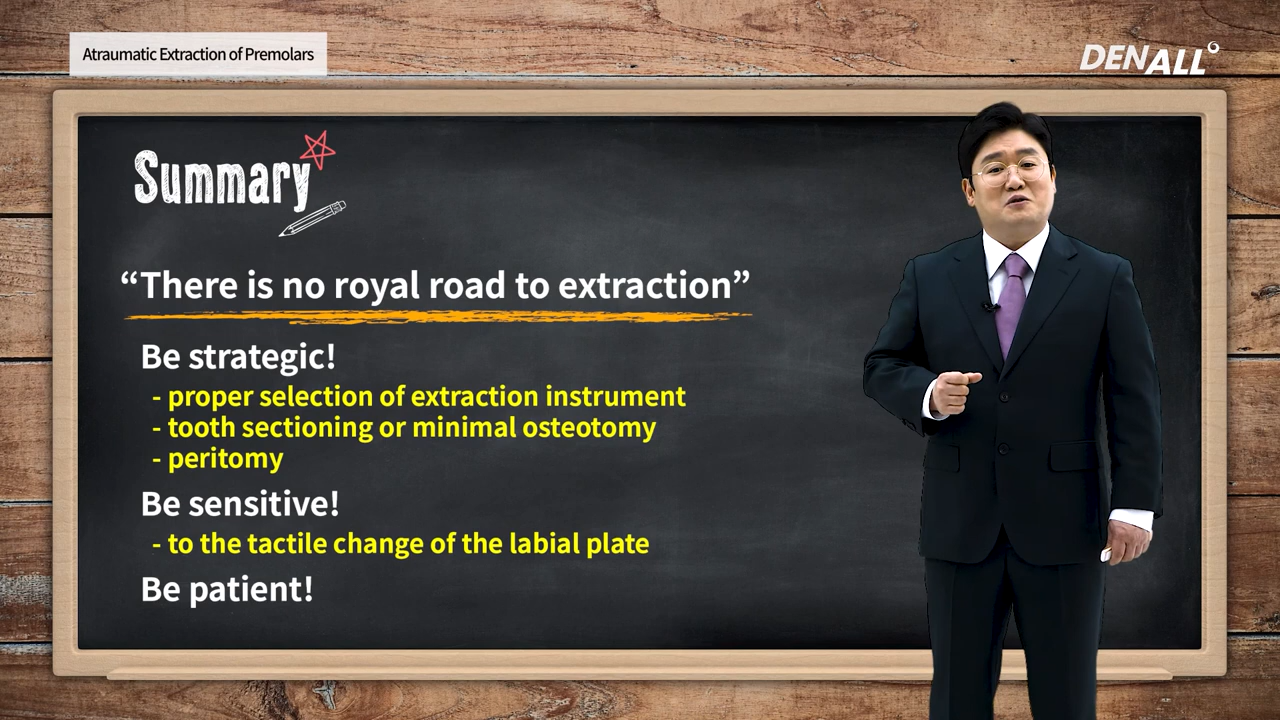 Atraumatic Extraction of Premolars
DENALL
Summary
“There is no royal road to extraction”
Be strategic!
- proper selection of extraction instrument
- tooth sectioning or minimal osteotomy
- peritomy
Be sensitive!
- to the tactile change of the labial plate
Be patient!